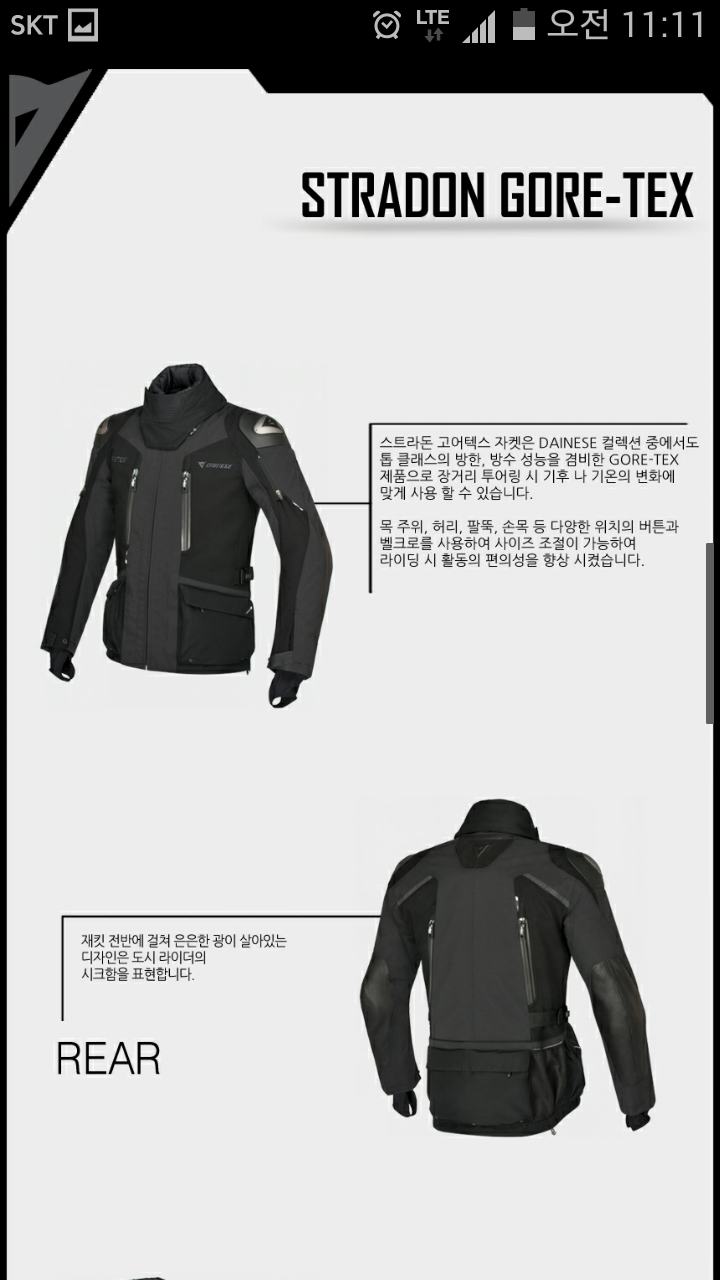 SKT
LTE
오전 11:11
STRADON GORE-TEX
스트라돈 고어텍스 자켓은 DAINESE 컬렉션 중에서도
톱 클래스의 방한, 방수 성능을 겸비한 GORE-TEX
제품으로 장거리 투어링 시 기후 나 기온의 변화에
맞게 사용 할 수 있습니다.
목 주위, 허리, 팔뚝, 손목 등 다양한 위치의 버튼과
벨크로를 사용하여 사이즈 조절이 가능하여
라이딩 시 활동의 편의성을 향상 시켰습니다.
재킷 전반에 걸쳐 은은한 광이 살아있는
디자인은 도시 라이더의
시크함을 표현합니다.
REAR